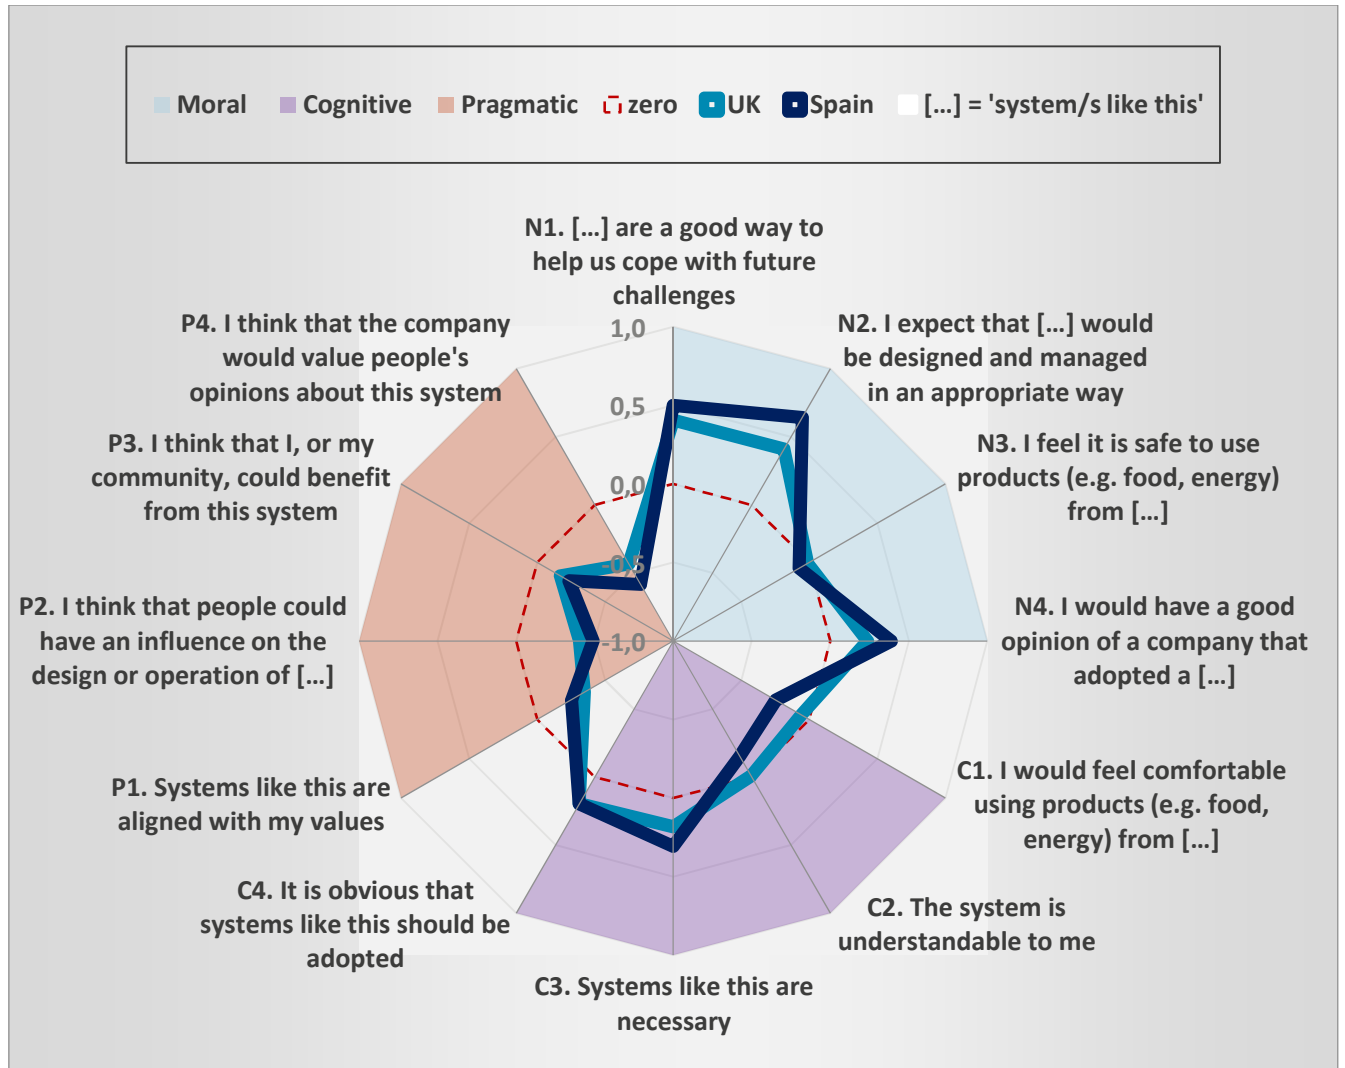 Moral Cognitive Pragmatic zero UK Spain [...] = 'system/s like this'
N1. [...] are a good way to
help us cope with future
challenges
N2. I expect that [...] would
be designed and managed
in an appropriate way
N3. I feel it is safe to use
products (e.g. food, energy)
from [...]
N4. I would have a good
opinion of a company that
adopted a [...]
C1. I would feel comfortable
using products (e.g. food,
energy) from [...]
C2. The system is
understandable to me
C3. Systems like this are
necessary
C4. It is obvious that
systems like this should be
adopted
P1. Systems like this are
aligned with my values
P2. I think that people could
have an influence on the
design or operation of [...]
P3. I think that I, or my
community, could benefit
from this system
P4. I think that the company
would value people's
opinions about this system
1,0
0,5
0,0
-0,5
-1,0